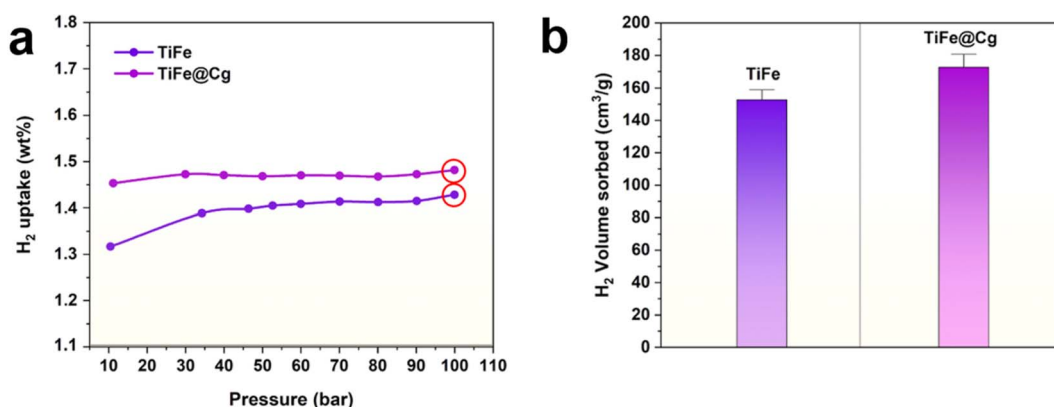 a
TiFe
TiFe@Cg
H₂ uptake (wt%)
1.8
1.7
1.6
1.5
1.4
1.3
1.2
1.1
10 20 30 40 50 60 70 80 90 100 110
Pressure (bar)
b
H₂ Volume sorbed (cm³/g)
200
180
160
140
120
100
80
60
40
20
0
TiFe
TiFe@Cg